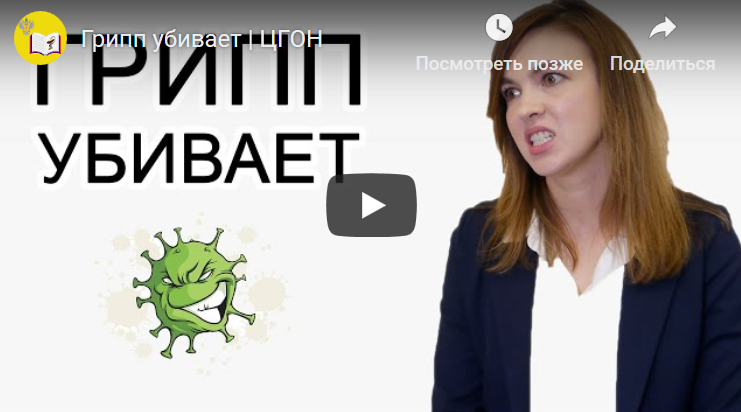 Грипп убивает | ЦГОН
Посмотреть позже
Поделиться
ГРИПП
УБИВАЕТ